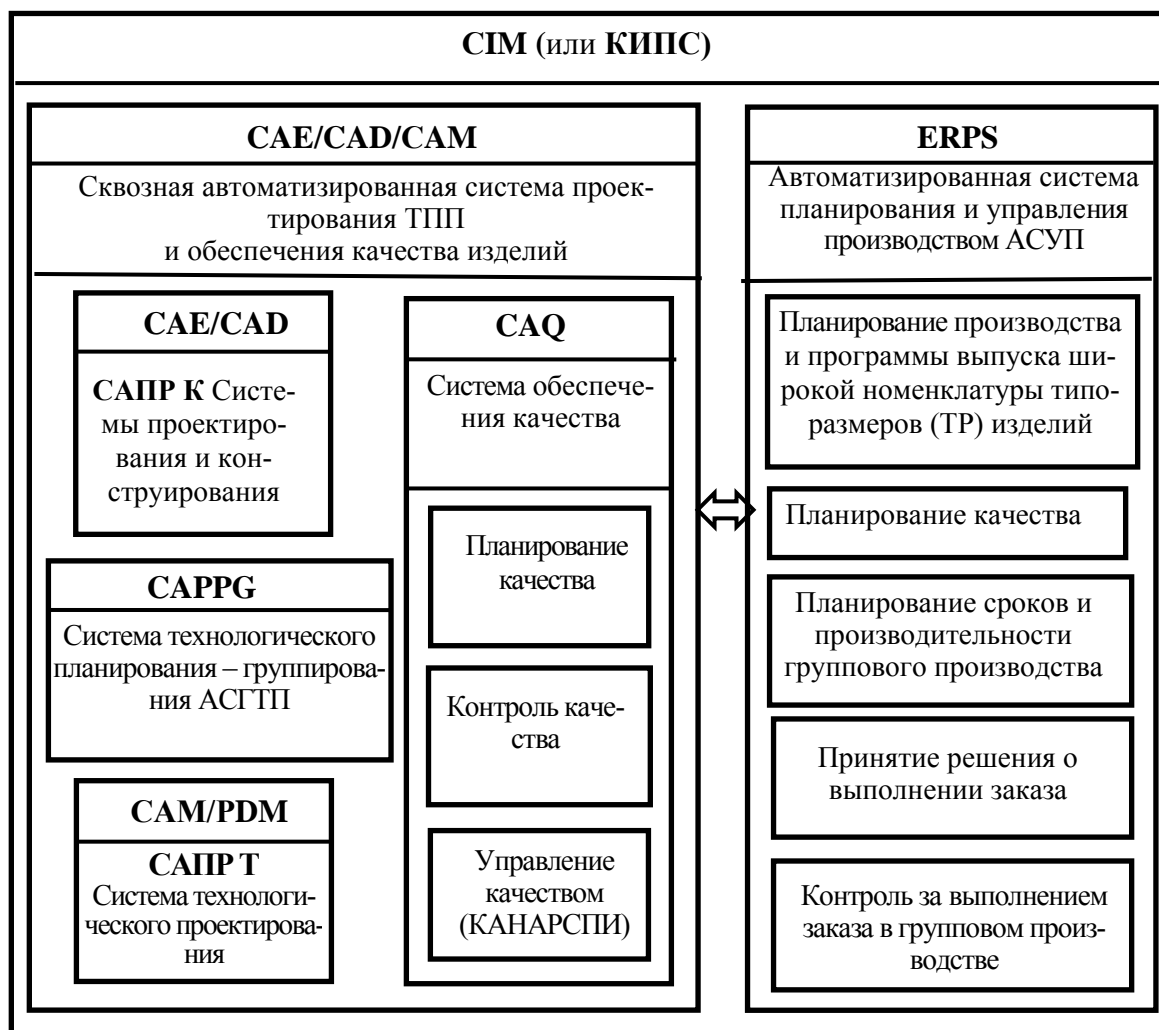 CIM (или КИПС)
CAE/CAD/CAM
Сквозная автоматизированная система проек-
тирования ТПП
и обеспечения качества изделий
CAE/CAD
САПР К Систе-
мы проектиро-
вания и кон-
струирования
CAPPG
Система технологического
планирования – группирова-
ния АСГТП
CAM/PDM
САПР Т
Система технологи-
ческого проектирова-
ния
CAQ
Система обеспече-
ния качества
Планирование
качества
Контроль каче-
ства
Управление
качеством
(КАНАРСПИ)
ERPS
Автоматизированная система
планирования и управления
производством АСУП
Планирование производства
и программы выпуска ши-
рокой номенклатуры типо-
размеров (ТР) изделий
Планирование качества
Планирование сроков и
производительности
группового производства
Принятие решения о
выполнении заказа
Контроль за выполнением
заказа в групповом произ-
водстве